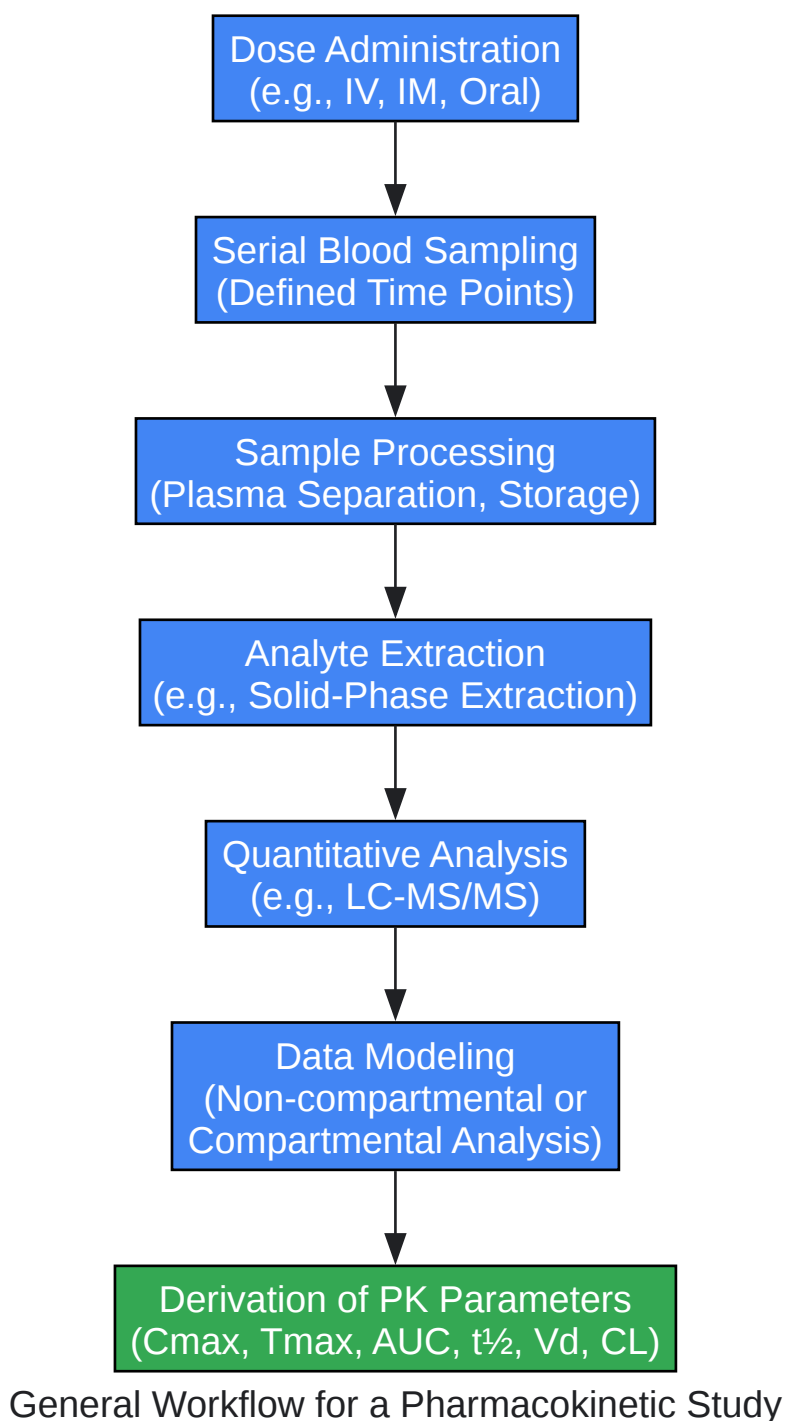 Dose Administration
(e.g., IV, IM, Oral)
Serial Blood Sampling
(Defined Time Points)
Sample Processing
(Plasma Separation, Storage)
Analyte Extraction
(e.g., Solid-Phase Extraction)
Quantitative Analysis
(e.g., LC-MS/MS)
Data Modeling
(Non-compartmental or
Compartmental Analysis)
Derivation of PK Parameters
(Cmax, Tmax, AUC, t½, Vd, CL)
General Workflow for a Pharmacokinetic Study